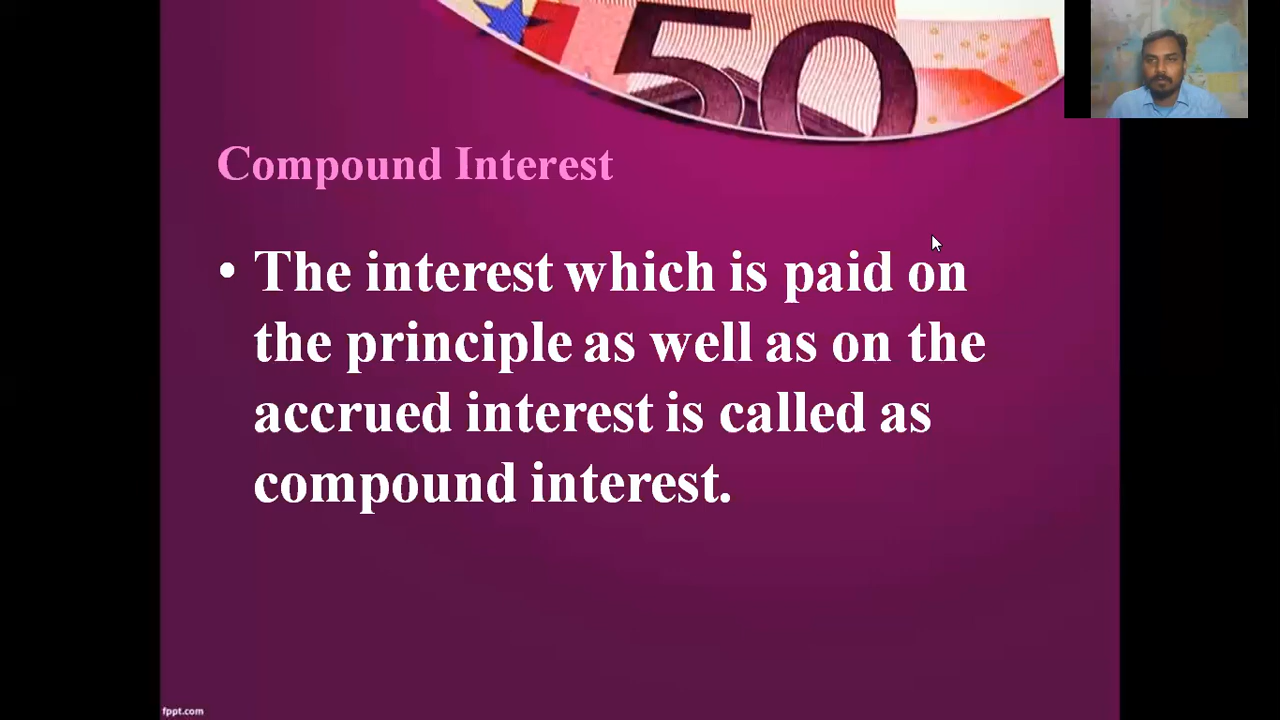 50
Compound Interest
• The interest which is paid on
the principle as well as on the
accrued interest is called as
compound interest.
fppt.com